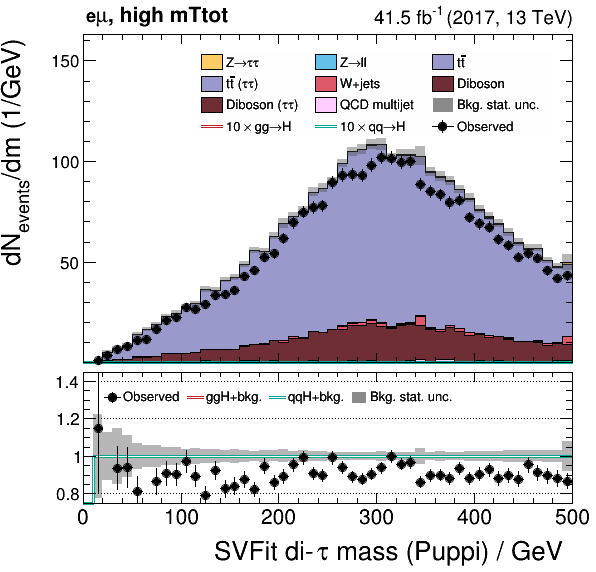 eμ, high mTtot 41.5 fb⁻¹ (2017, 13 TeV)
dN_events/dm (1/GeV)
150
100
50
Z→ττ Z→ll tt̄
tt̄ (ττ) W+jets Diboson
Diboson (ττ) QCD multijet Bkg. stat. unc.
10 × gg→H 10 × qq→H Observed
1.4
1.2
1
0.8
Observed ggH+bkg. qqH+bkg. Bkg. stat. unc.
0 100 200 300 400 500
SVFit di-τ mass (Puppi) / GeV